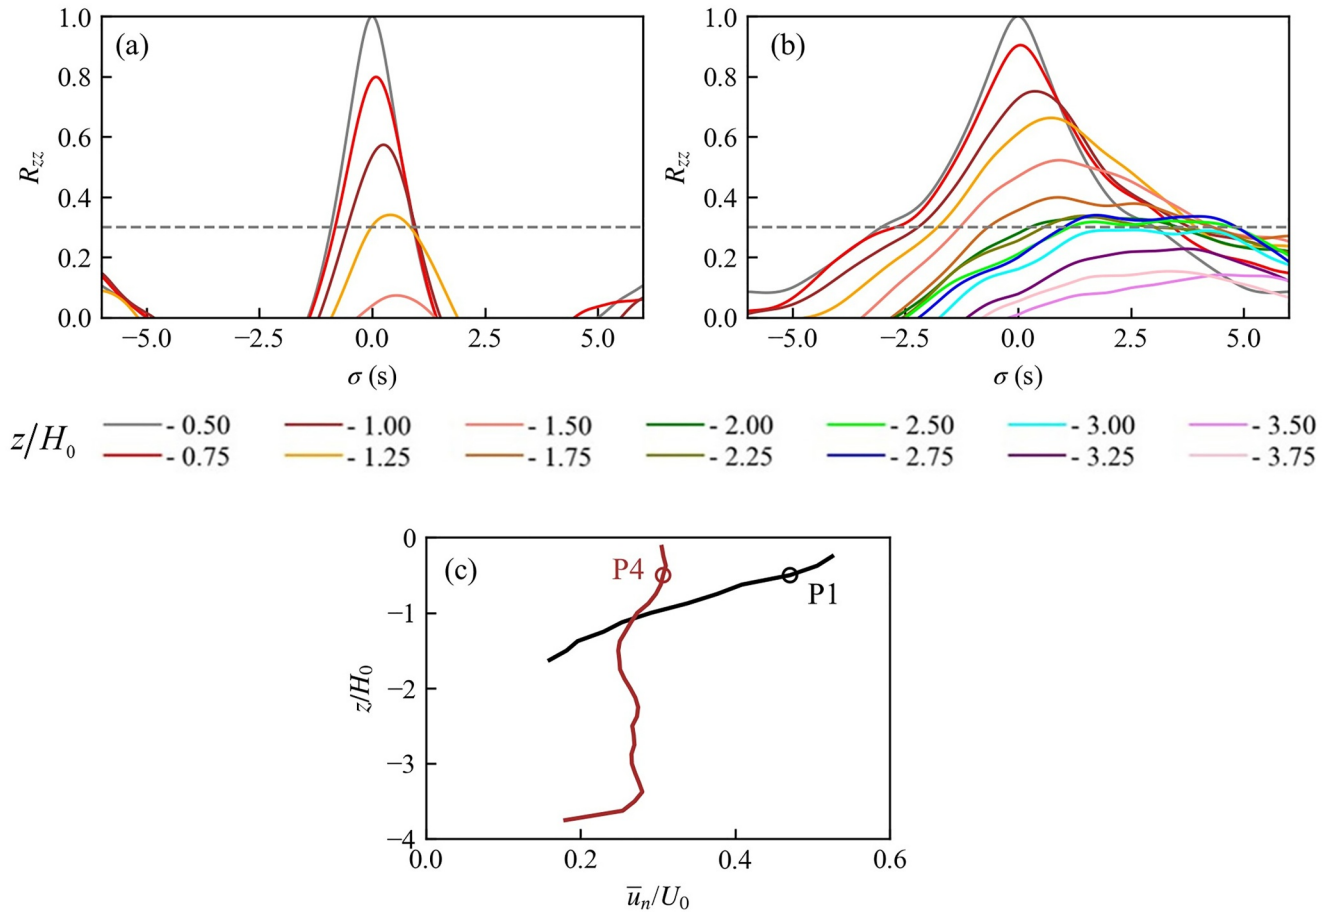 (a)
1.0
0.8
0.6
0.4
0.2
0.0
R_zz
−5.0 −2.5 0.0 2.5 5.0
σ (s)
(b)
1.0
0.8
0.6
0.4
0.2
0.0
R_zz
−5.0 −2.5 0.0 2.5 5.0
σ (s)
z/H_0
- 0.50 - 1.00 - 1.50 - 2.00 - 2.50 - 3.00 - 3.50
- 0.75 - 1.25 - 1.75 - 2.25 - 2.75 - 3.25 - 3.75
(c)
P4
P1
0
−1
−2
−3
−4
z/H_0
0.0 0.2 0.4 0.6
u̅_n/U_0